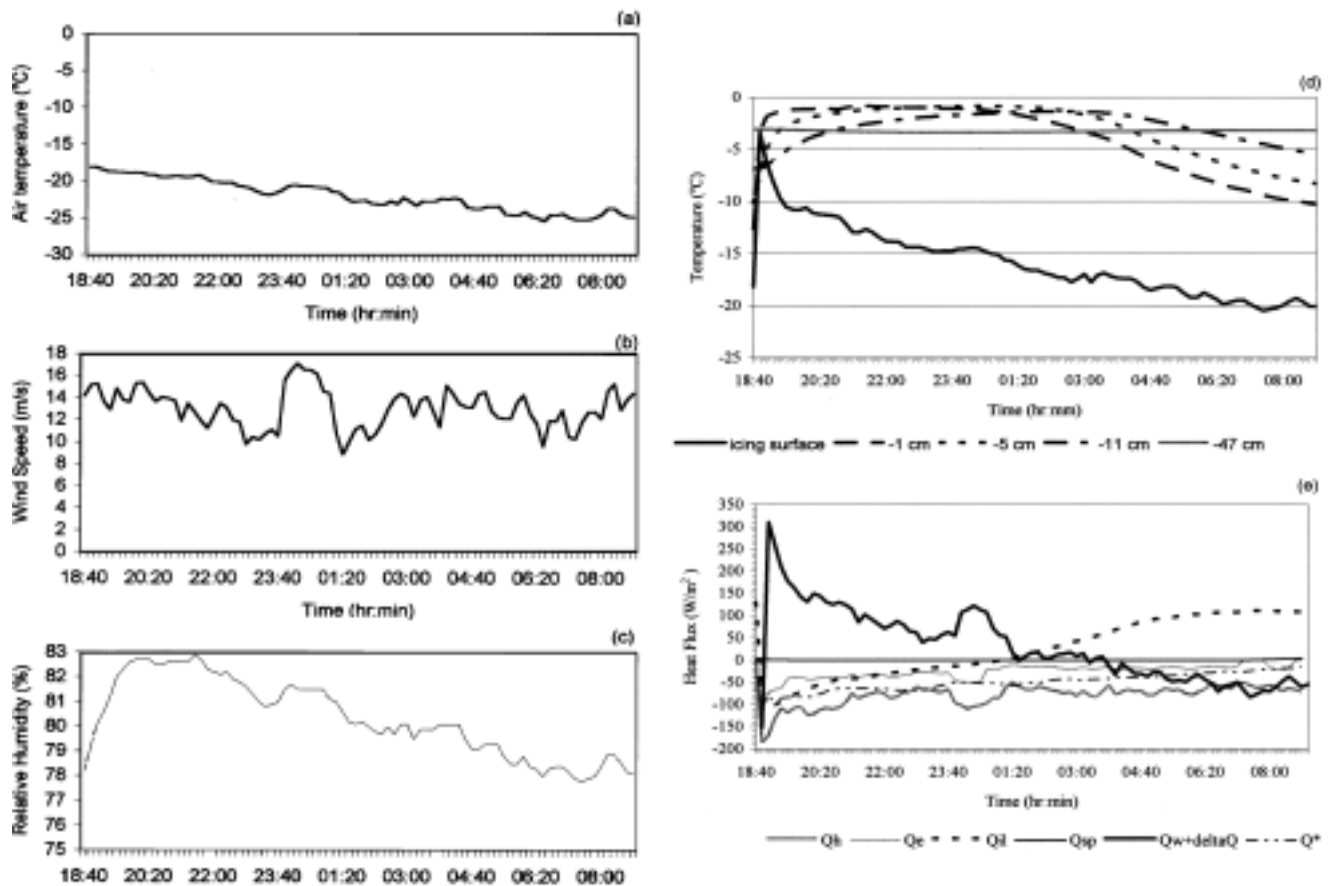 (a)
Air temperature (°C)
0
-5
-10
-15
-20
-25
-30
18:40 20:20 22:00 23:40 01:20 03:00 04:40 06:20 08:00
Time (hr:min)
(b)
Wind Speed (m/s)
18
16
14
12
10
8
6
4
2
0
18:40 20:20 22:00 23:40 01:20 03:00 04:40 06:20 08:00
Time (hr:min)
(c)
Relative Humidity (%)
83
82
81
80
79
78
77
76
75
18:40 20:20 22:00 23:40 01:20 03:00 04:40 06:20 08:00
(d)
Temperature (°C)
0
-5
-10
-15
-20
-25
18:40 20:20 22:00 23:40 01:20 03:00 04:40 06:20 08:00
Time (hr:mm)
icing surface -1 cm -5 cm -11 cm -47 cm
(e)
Heat Flux (W/m²)
350
300
250
200
150
100
50
0
-50
-100
-150
-200
18:40 20:20 22:00 23:40 01:20 03:00 04:40 06:20 08:00
Time (hr:min)
Qh Qe Qil Qsp Qw+deltaQ Q*